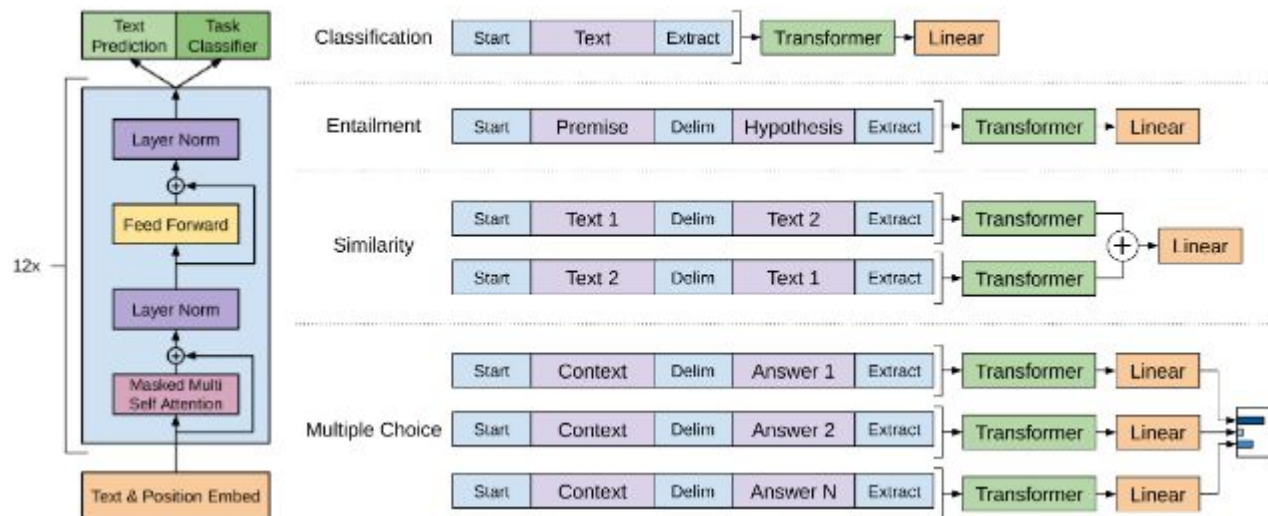 Text Prediction
Task Classifier
12x
Layer Norm
Feed Forward
Layer Norm
Masked Multi Self Attention
Text & Position Embed
Classification Start Text Extract Transformer Linear
Entailment Start Premise Delim Hypothesis Extract Transformer Linear
Similarity
Start Text 1 Delim Text 2 Extract Transformer
Start Text 2 Delim Text 1 Extract Transformer
Linear
Multiple Choice
Start Context Delim Answer 1 Extract Transformer Linear
Start Context Delim Answer 2 Extract Transformer Linear
Start Context Delim Answer N Extract Transformer Linear